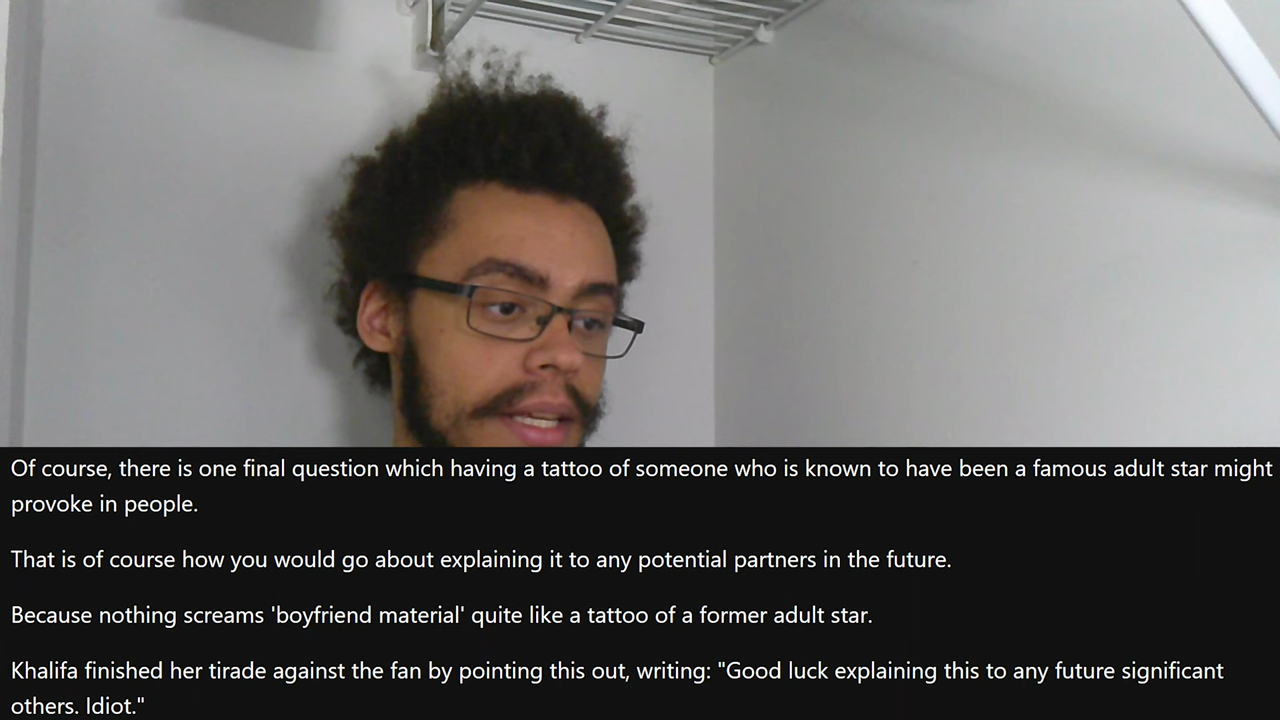 Of course, there is one final question which having a tattoo of someone who is known to have been a famous adult star might
provoke in people.
That is of course how you would go about explaining it to any potential partners in the future.
Because nothing screams 'boyfriend material' quite like a tattoo of a former adult star.
Khalifa finished her tirade against the fan by pointing this out, writing: "Good luck explaining this to any future significant
others. Idiot."